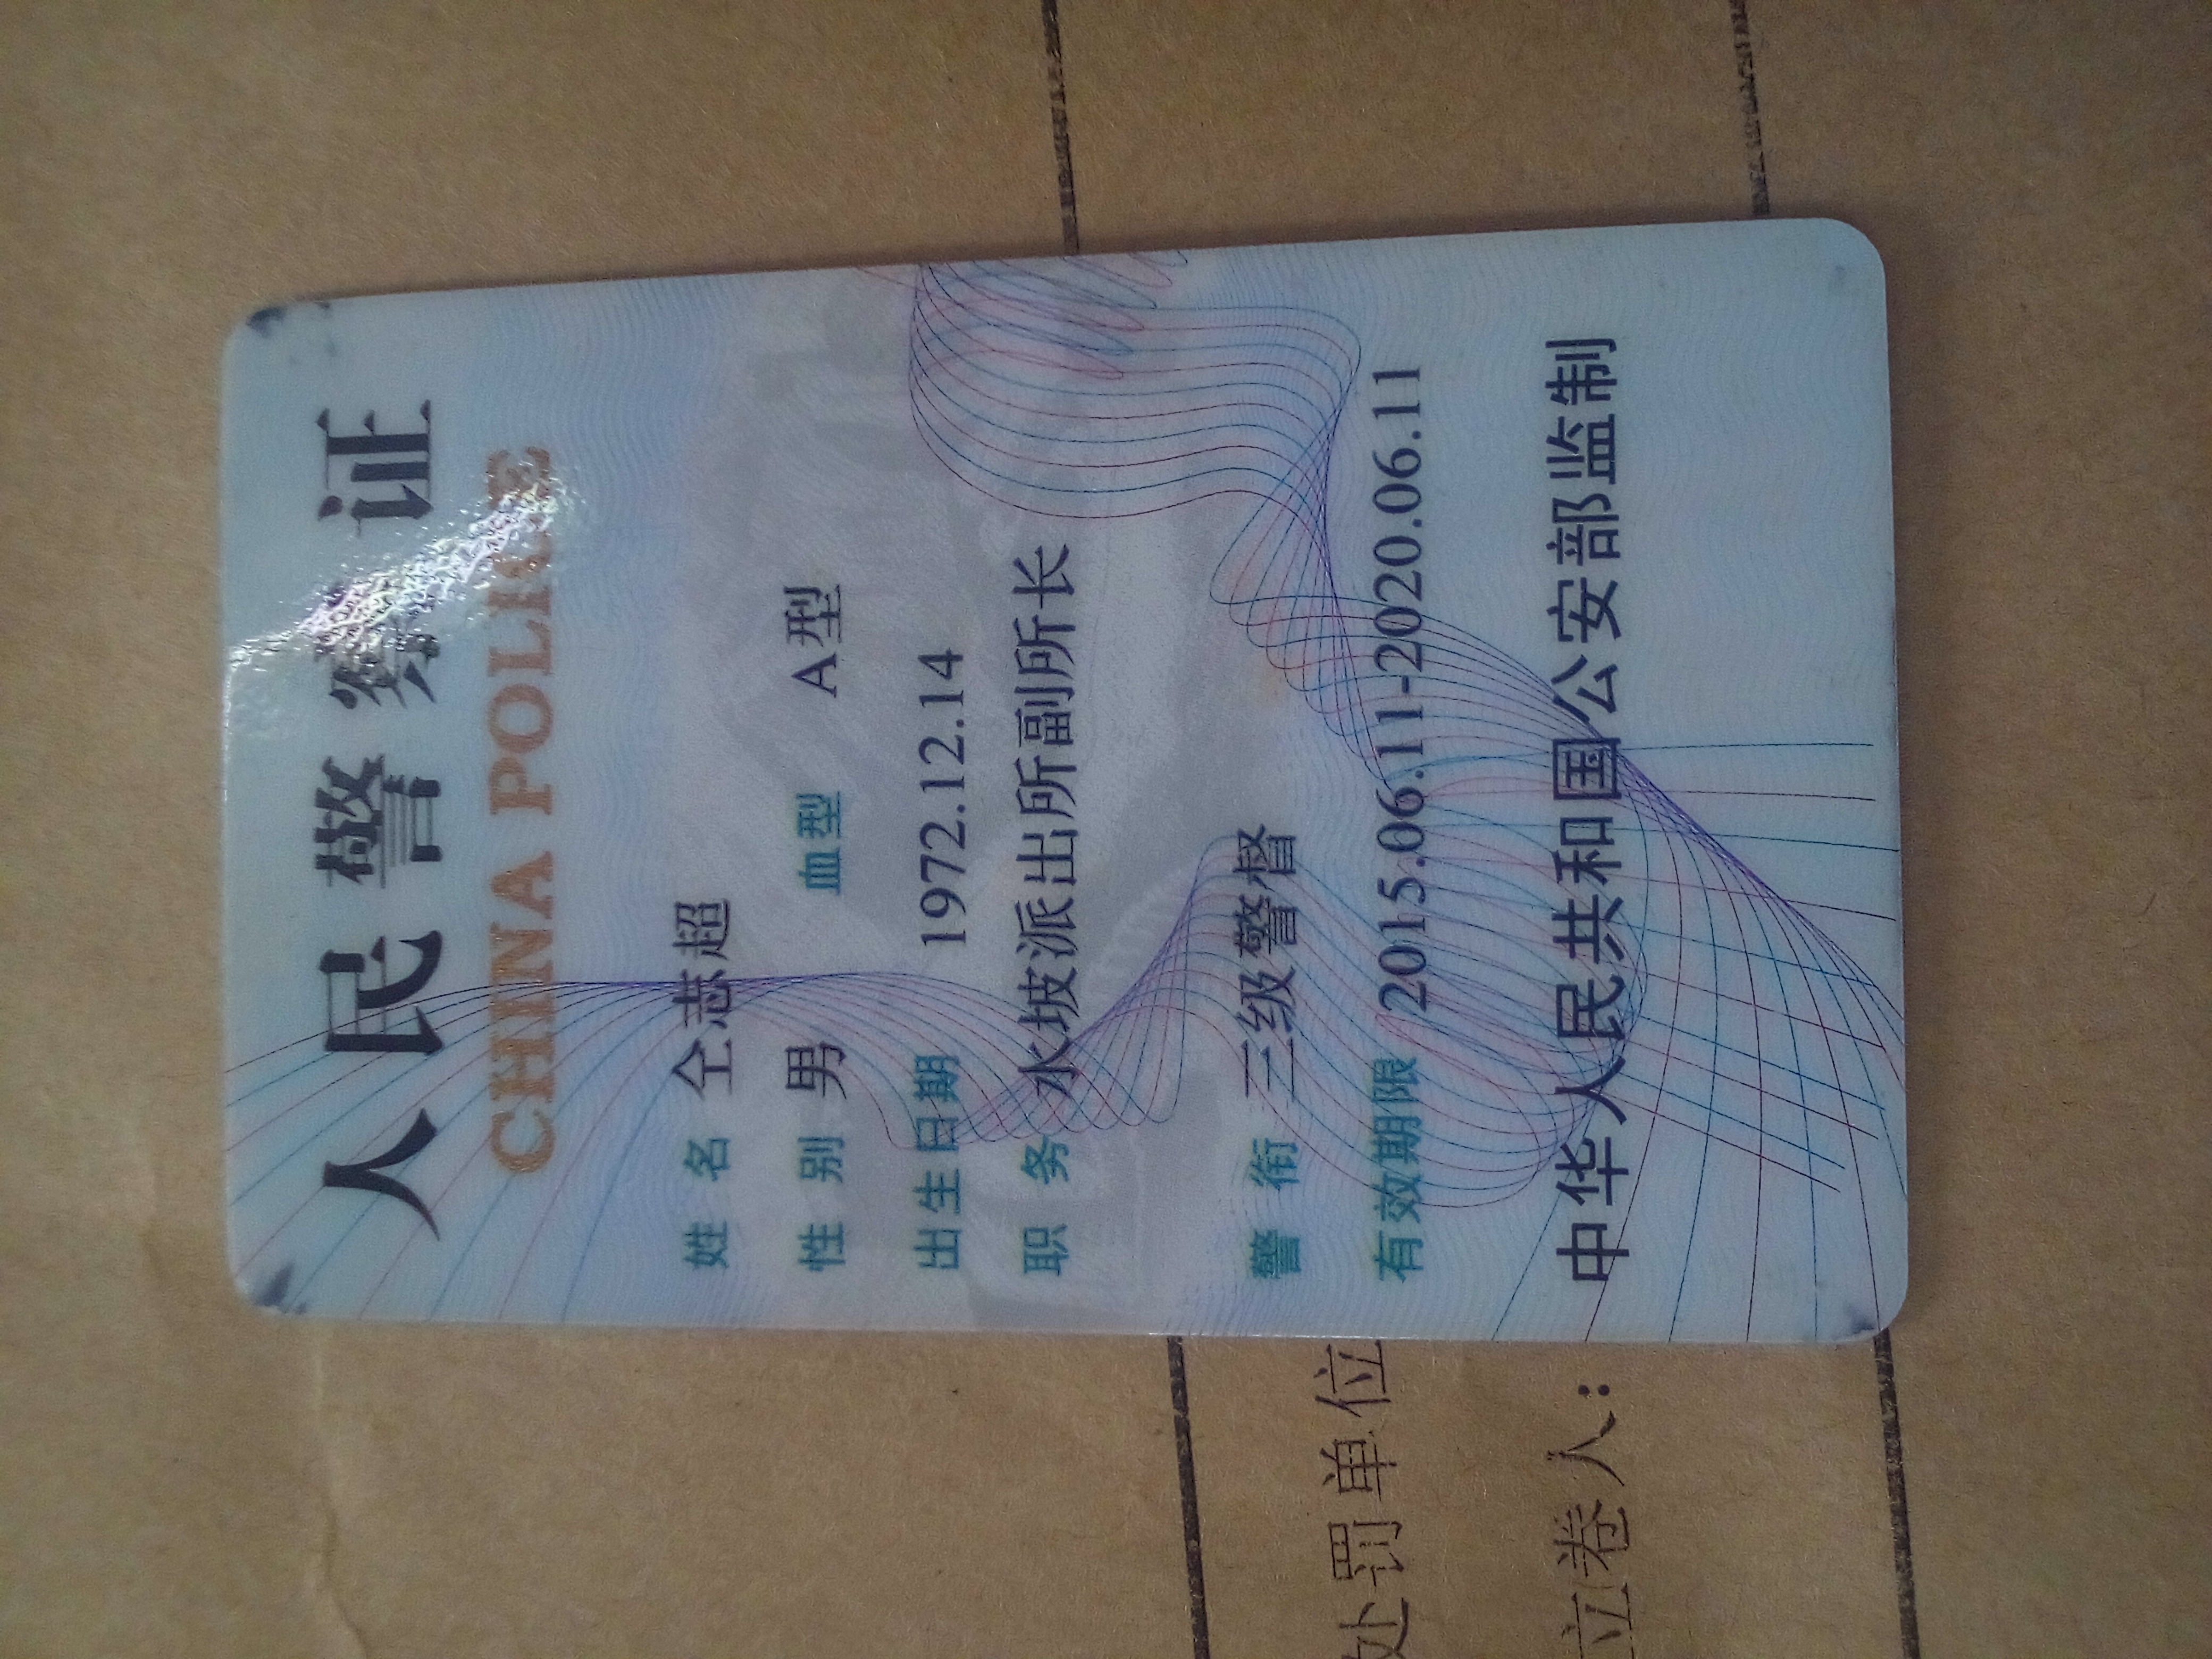 人民警察证
CHINA POLICE
姓 名 仝志超
性 别 男 血型 A型
出生日期 1972.12.14
职 务 水坡派出所副所长
警 衔 三级警督
有效期限 2015.06.11-2020.06.11
中华人民共和国公安部监制
处罚单位
立卷人：